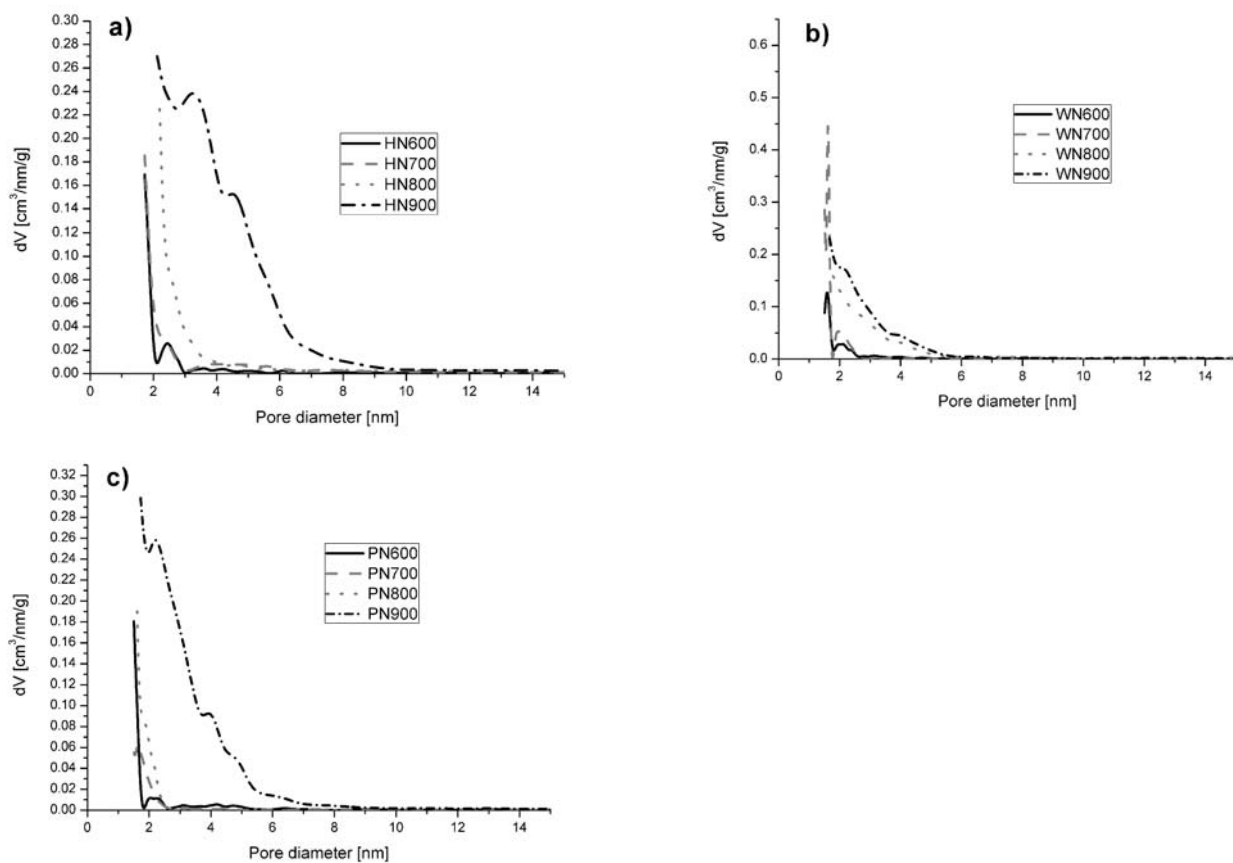 a)
0.30
0.28
0.26
0.24
0.22
0.20
0.18
0.16
0.14
0.12
0.10
0.08
0.06
0.04
0.02
0.00
dV [cm³/nm/g]
HN600
HN700
HN800
HN900
0 2 4 6 8 10 12 14
Pore diameter [nm]
b)
0.6
0.5
0.4
0.3
0.2
0.1
0.0
dV [cm³/nm/g]
WN600
WN700
WN800
WN900
0 2 4 6 8 10 12 14
Pore diameter [nm]
c)
0.32
0.30
0.28
0.26
0.24
0.22
0.20
0.18
0.16
0.14
0.12
0.10
0.08
0.06
0.04
0.02
0.00
dV [cm³/nm/g]
PN600
PN700
PN800
PN900
0 2 4 6 8 10 12 14
Pore diameter [nm]